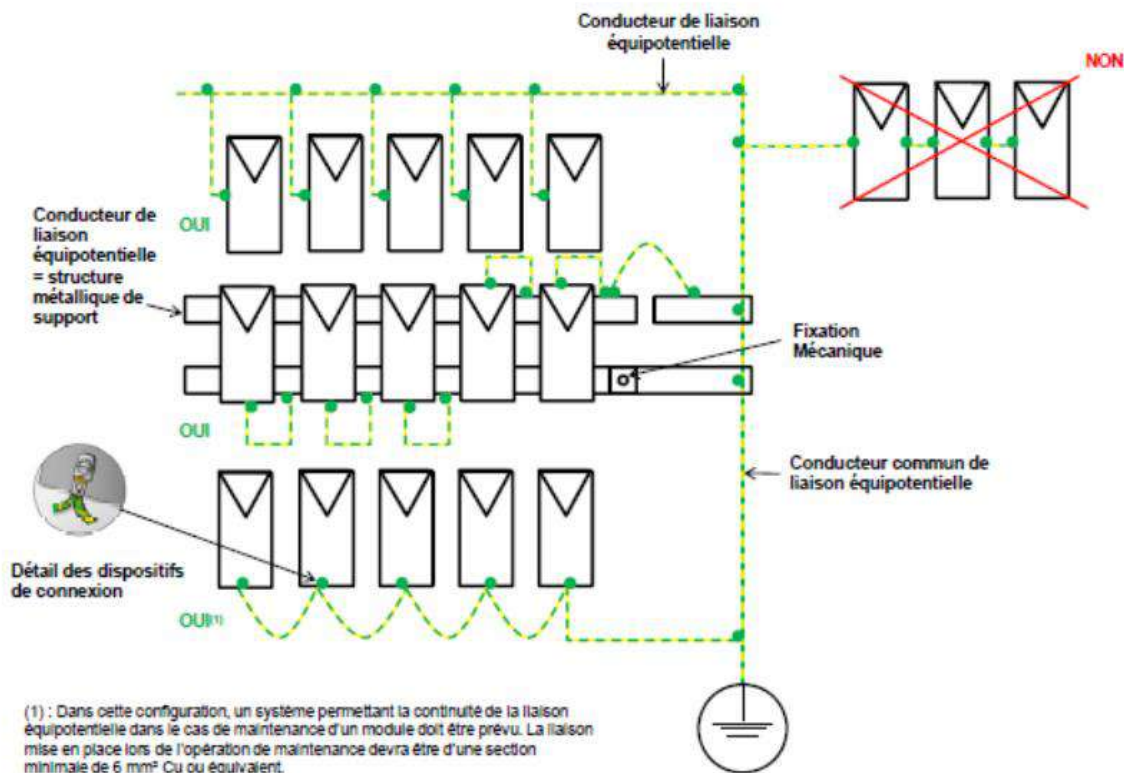 Conducteur de liaison
équipotentielle
NON
Conducteur de
liaison
équipotentielle
= structure
métallique de
support
OUI
Fixation
Mécanique
OUI
Conducteur commun de
liaison équipotentielle
Détail des dispositifs
de connexion
OUI(1)
(1) : Dans cette configuration, un système permettant la continuité de la liaison
équipotentielle dans le cas de maintenance d'un module doit être prévu. La liaison
mise en place lors de l'opération de maintenance devra être d'une section
minimale de 6 mm² Cu ou équivalent.